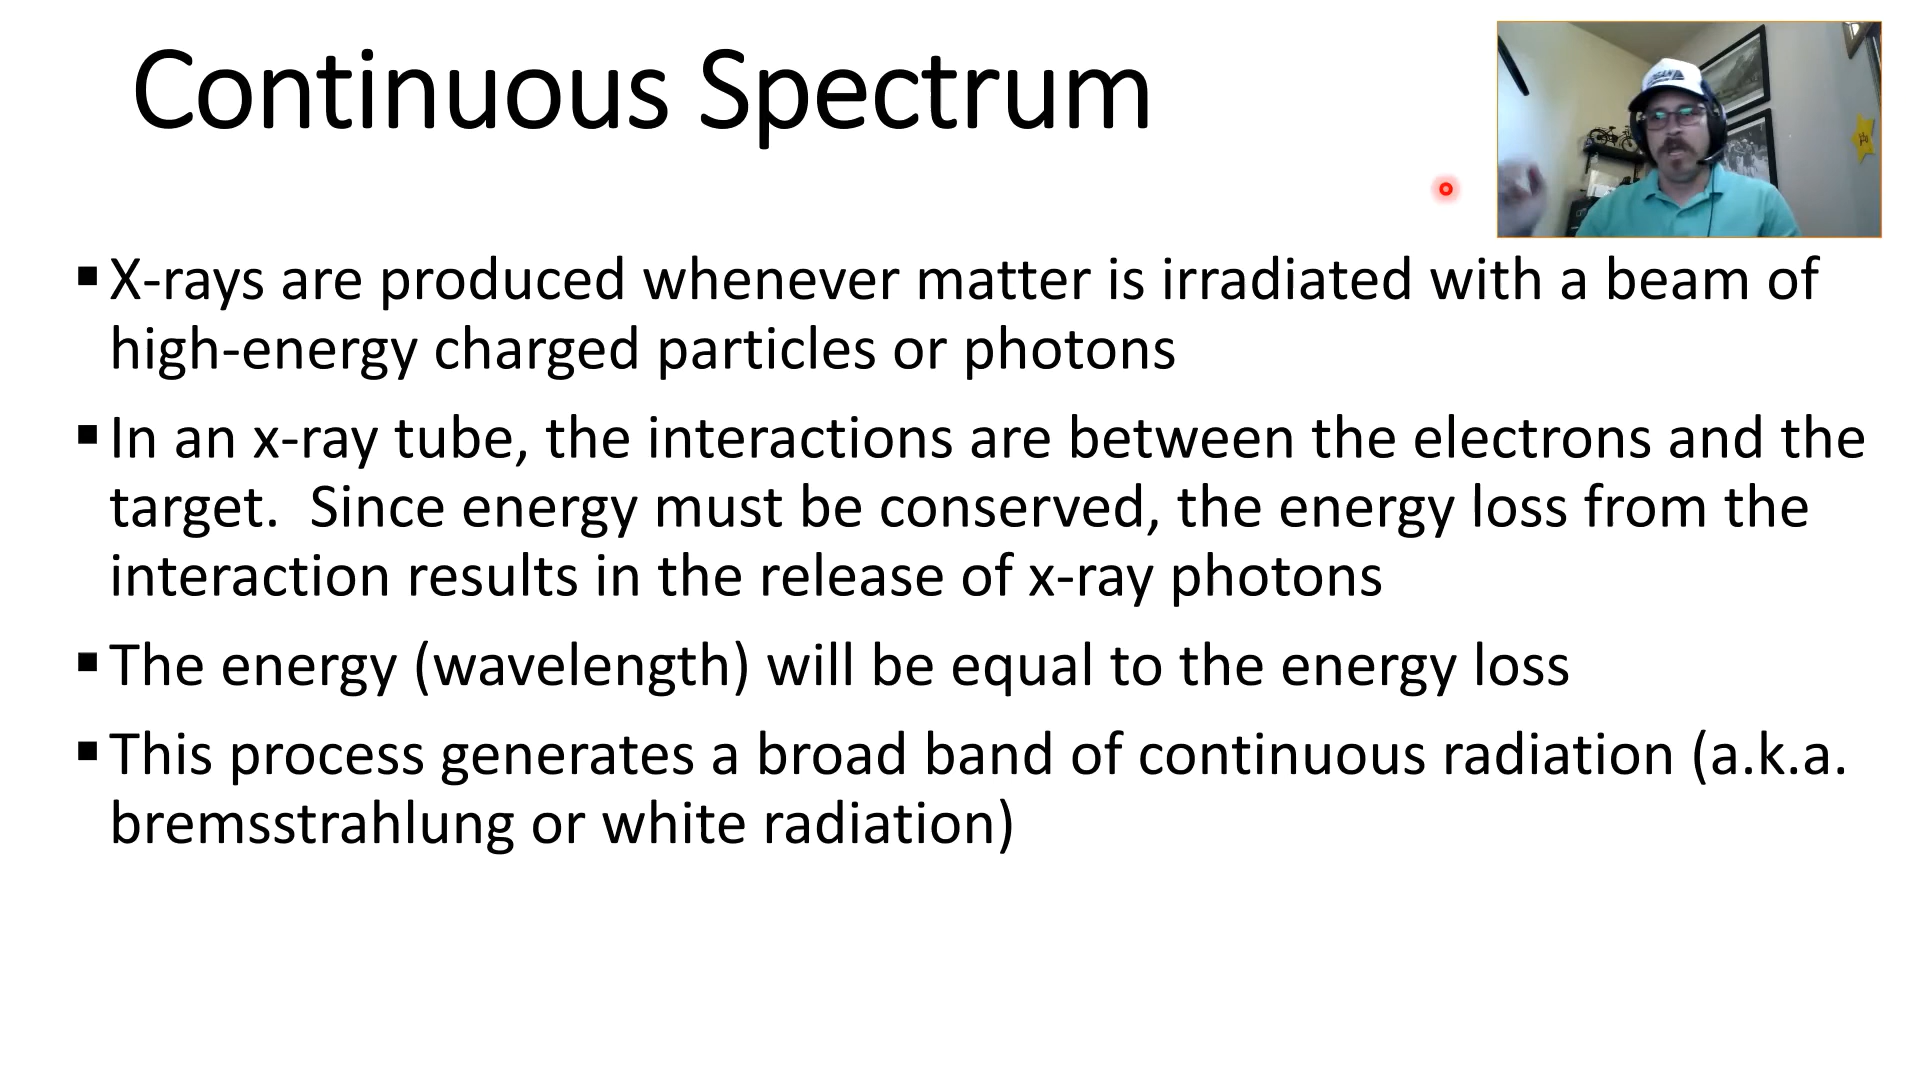 Continuous Spectrum
▪X-rays are produced whenever matter is irradiated with a beam of
high-energy charged particles or photons
▪In an x-ray tube, the interactions are between the electrons and the
target.  Since energy must be conserved, the energy loss from the
interaction results in the release of x-ray photons
▪The energy (wavelength) will be equal to the energy loss
▪This process generates a broad band of continuous radiation (a.k.a.
bremsstrahlung or white radiation)